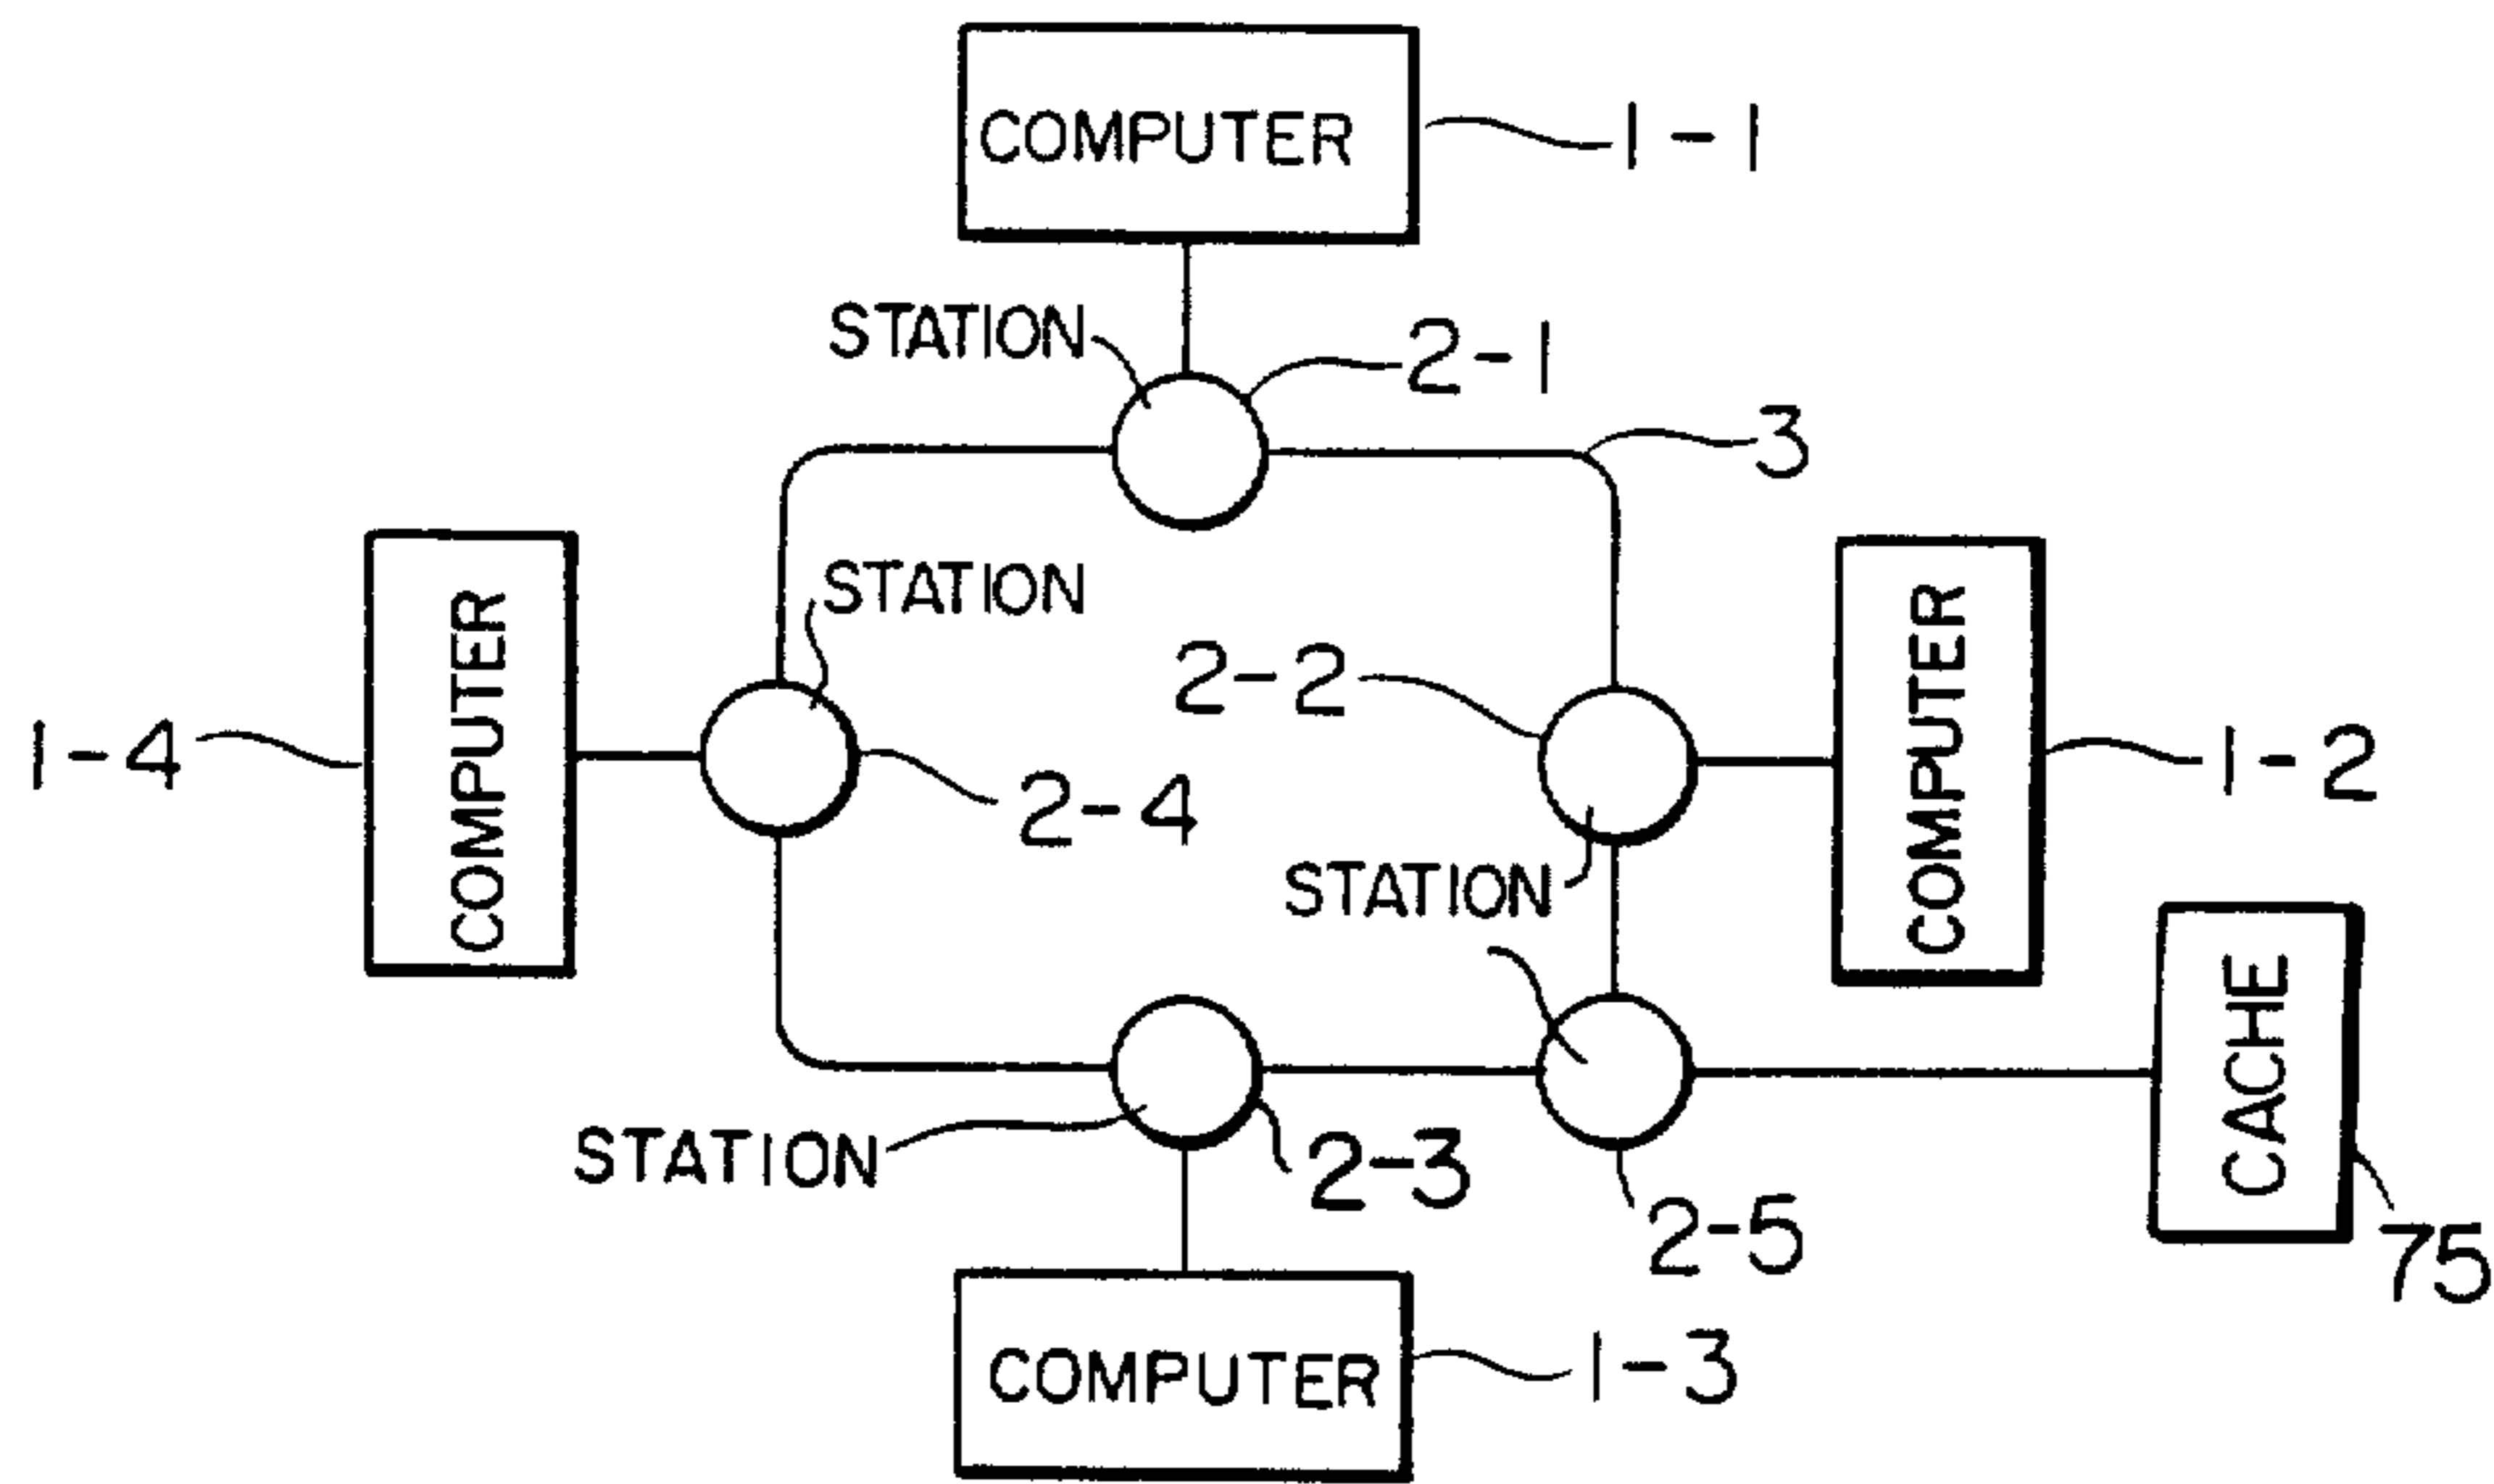 COMPUTER
1-1
STATION
2-1
3
STATION
2-2
COMPUTER
1-4
2-4
COMPUTER
1-2
STATION
CACHE
75
STATION
2-3
2-5
COMPUTER
1-3